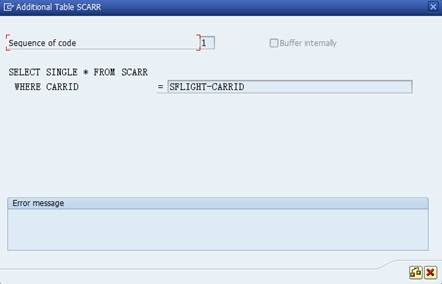 Additional Table SCARR
Sequence of code 1 Buffer internally
SELECT SINGLE * FROM SCARR
WHERE CARRID = SFLIGHT-CARRID
Error message